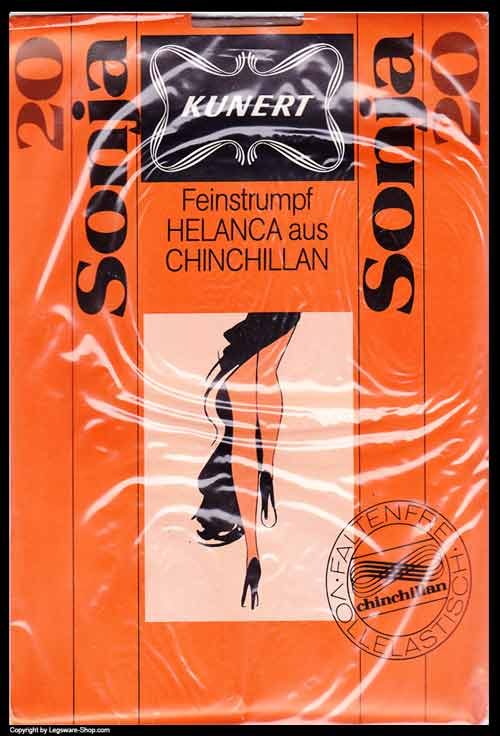 20
Sonja
KUNERT
Sonja
20
Feinstrumpf
HELANCA aus
CHINCHILLAN
FALTENFREI · VOLLELASTISCH ·
chinchillan
Copyright by Legsware-Shop.com